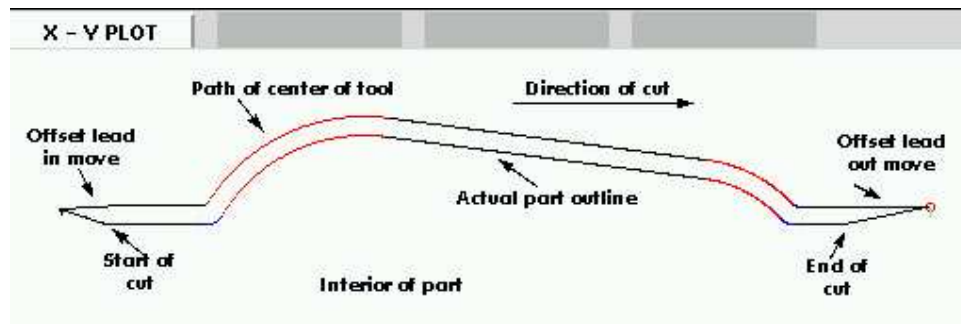 X - Y PLOT
Path of center of tool
Direction of cut
Offset lead
in move
Offset lead
out move
Actual part outline
Start of
cut
Interior of part
End of
cut